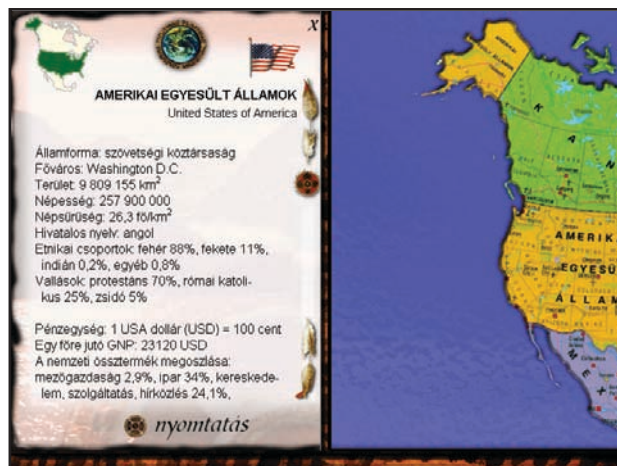 x
AMERIKAI EGYESÜLT ÁLLAMOK
United States of America
Államforma: szövetségi köztársaság
Főváros: Washington D.C.
Terület: 9 809 155 km²
Népesség: 257 900 000
Népsűrűség: 26,3 fő/km²
Hivatalos nyelv: angol
Etnikai csoportok: fehér 88%, fekete 11%,
indián 0,2%, egyéb 0,8%
Vallások: protestáns 70%, római katoli-
kus 25%, zsidó 5%
Pénzegység: 1 USA dollár (USD) = 100 cent
Egy főre jutó GNP: 23120 USD
A nemzeti össztermék megoszlása:
mezőgazdaság 2,9%, ipar 34%, kereskede-
lem, szolgáltatás, hírközlés 24,1%,
nyomtatás
K A N
AMERIK
EGYESÜ
ÁLLAM
M E X